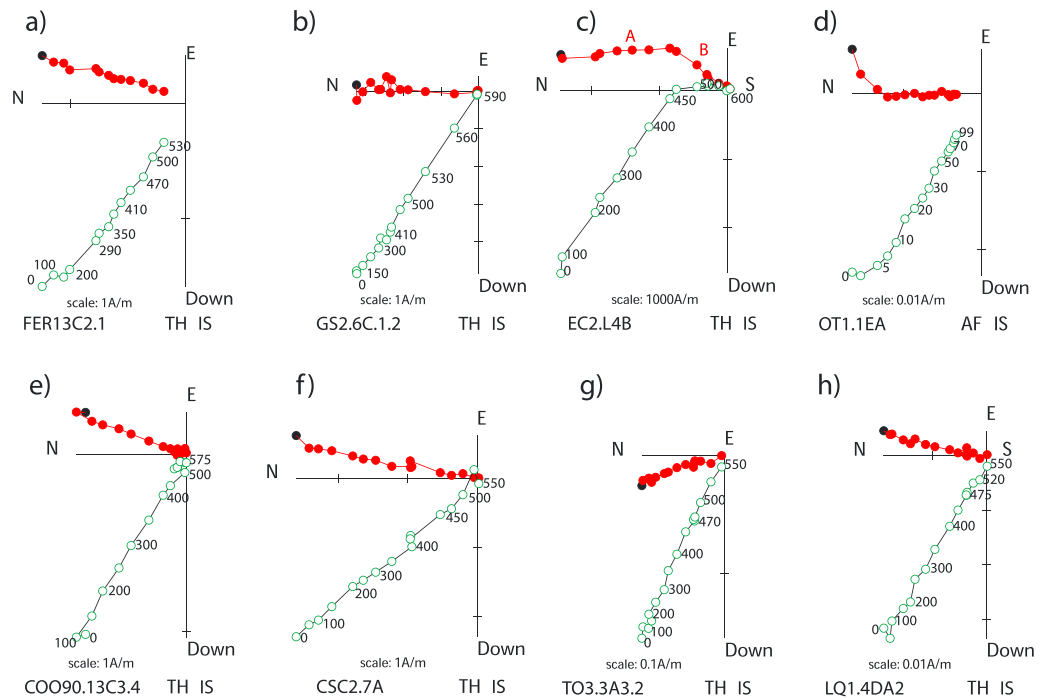 a)
E
N
0
100
200
290
350
410
470
500
530
Down
scale: 1A/m
FER13C2.1 TH IS
b)
E
N
590
560
530
500
410
300
150
0
Down
scale: 1A/m
GS2.6C.1.2 TH IS
c)
A
B
E
N
S
500
600
450
400
300
200
100
0
Down
scale: 1000A/m
EC2.L4B TH IS
d)
E
N
99
70
50
30
20
10
5
0
Down
scale: 0.01A/m
OT1.1EA AF IS
e)
E
N
575
500
400
300
200
100
0
Down
scale: 1A/m
COO90.13C3.4 TH IS
f)
E
N
550
500
450
400
300
200
100
0
Down
scale: 1A/m
CSC2.7A TH IS
g)
E
N
550
500
470
400
300
200
100
0
Down
scale: 0.1A/m
TO3.3A3.2 TH IS
h)
E
N
S
550
520
475
400
300
200
100
0
Down
scale: 0.01A/m
LQ1.4DA2 TH IS